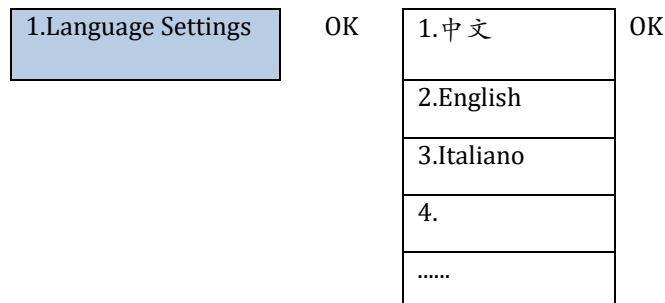 1.Language Settings
OK
1.中文
OK
2.English
3.Italiano
4.
......